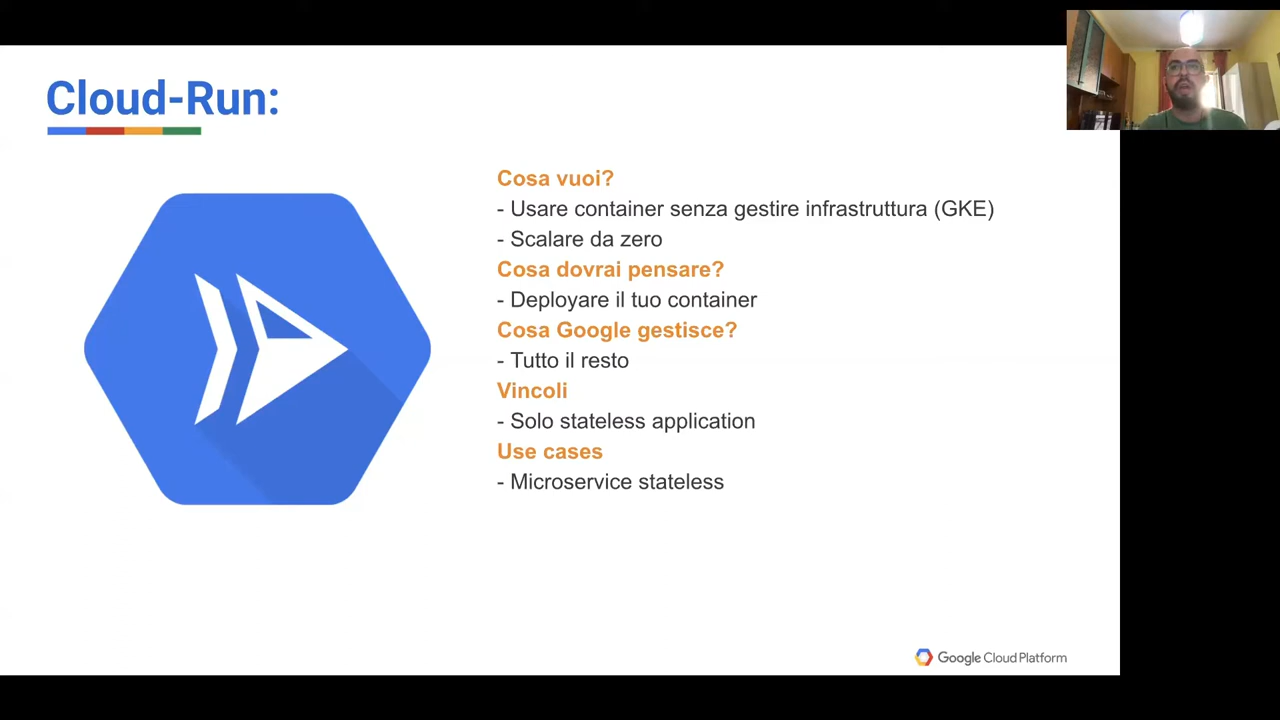 Cloud-Run:
Cosa vuoi?
- Usare container senza gestire infrastruttura (GKE)
- Scalare da zero
Cosa dovrai pensare?
- Deployare il tuo container
Cosa Google gestisce?
- Tutto il resto
Vincoli
- Solo stateless application
Use cases
- Microservice stateless
Google Cloud Platform